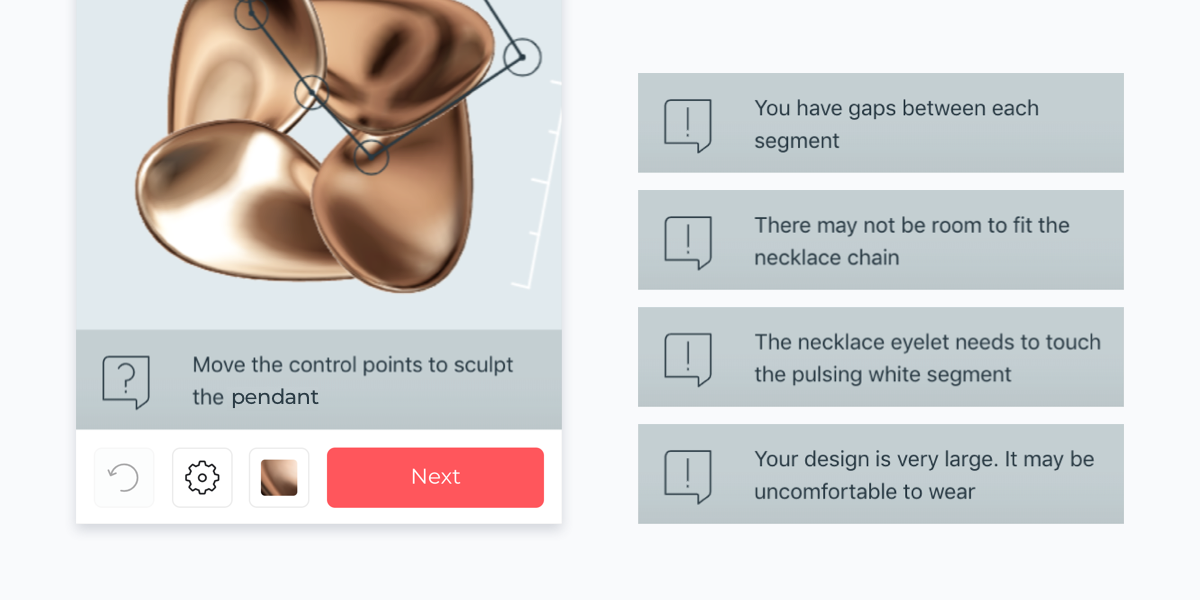 Move the control points to sculpt
the pendant
Next
You have gaps between each
segment
There may not be room to fit the
necklace chain
The necklace eyelet needs to touch
the pulsing white segment
Your design is very large. It may be
uncomfortable to wear